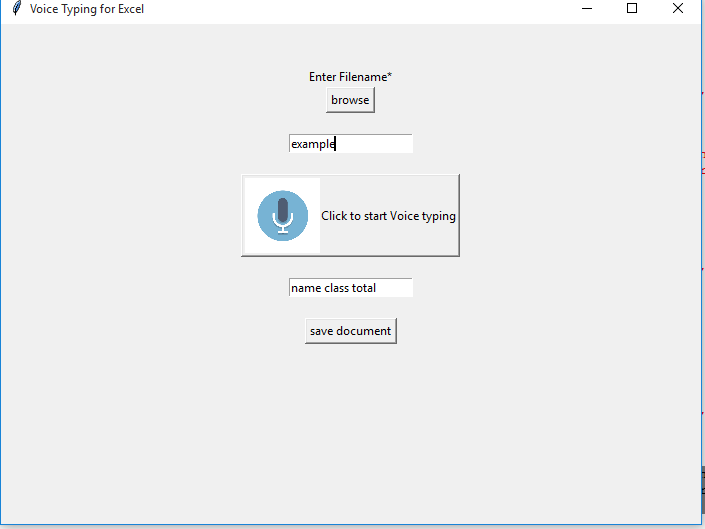 Voice Typing for Excel
Enter Filename*
browse
example
Click to start Voice typing
name class total
save document